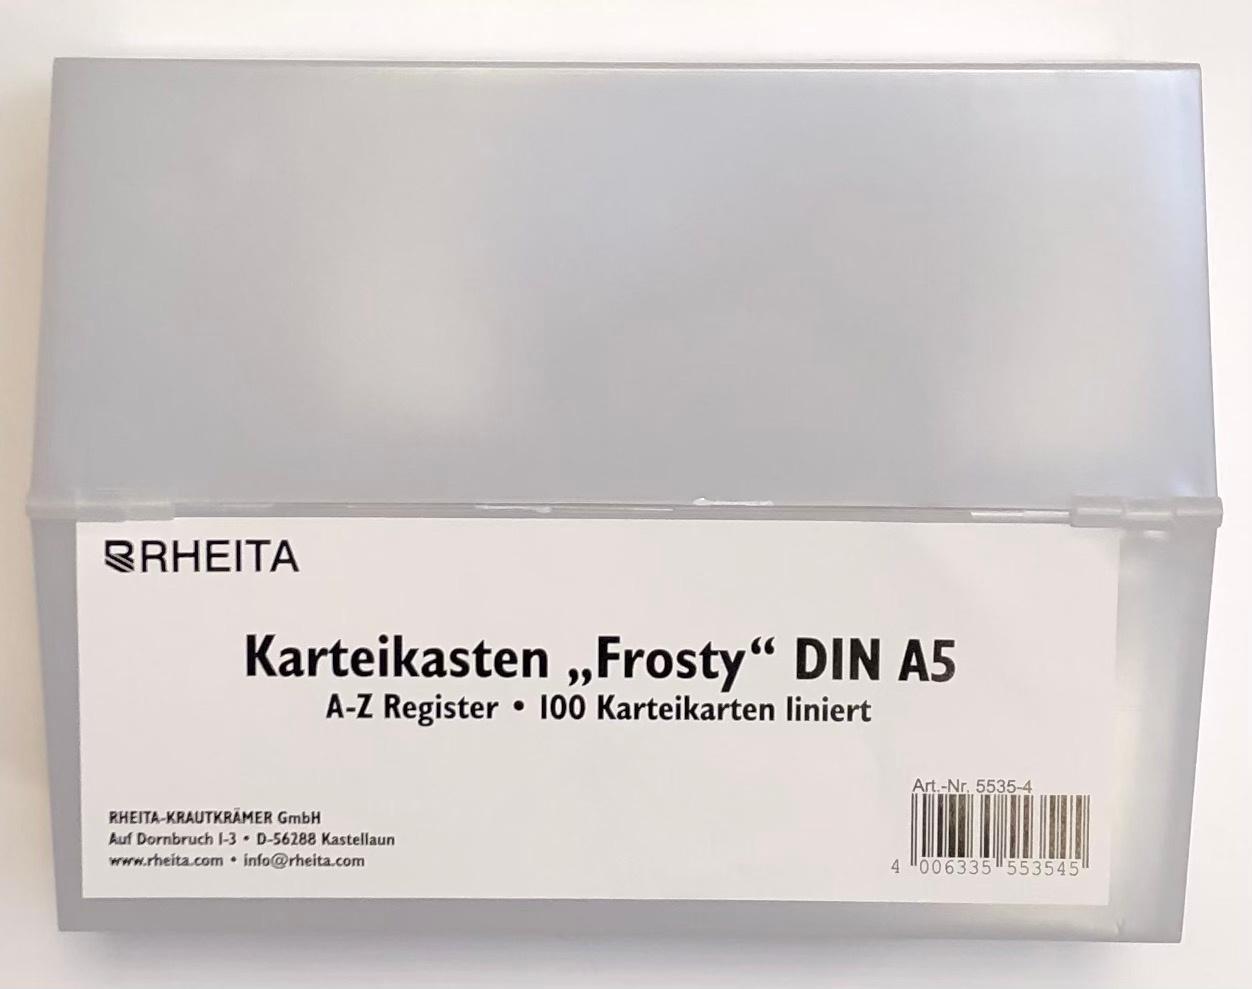 RHEITA
Karteikasten „Frosty“ DIN A5
A-Z Register • 100 Karteikarten liniert
Art.-Nr. 5535-4
RHEITA-KRAUTKRÄMER GmbH
Auf Dornbruch 1-3 • D-56288 Kastellaun
www.rheita.com • info@rheita.com
4 006335 553545